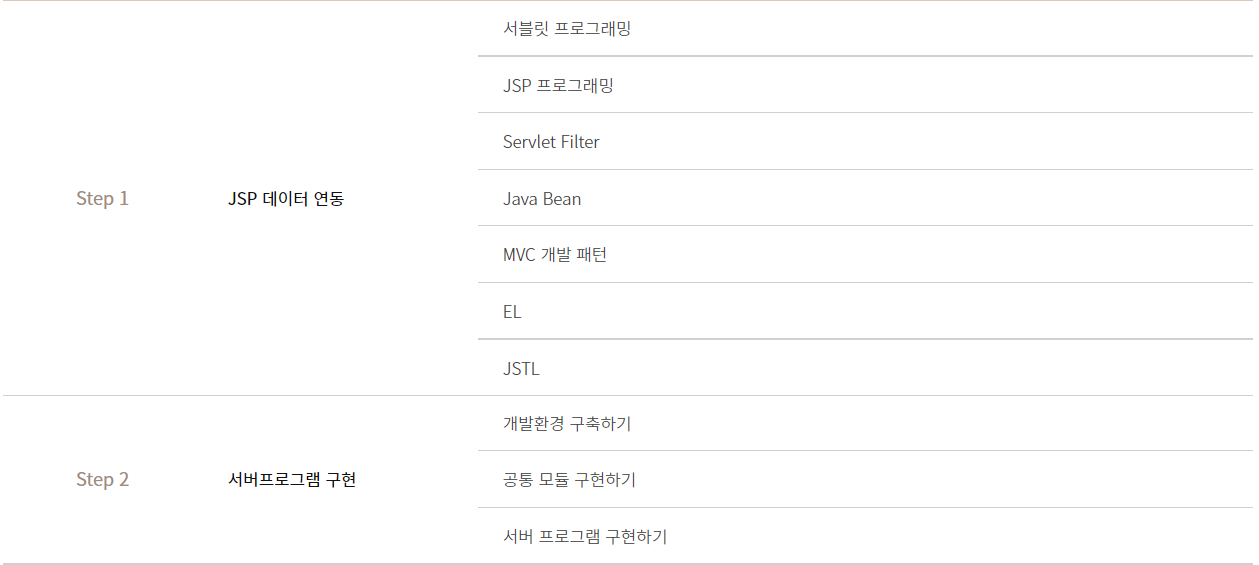 서블릿 프로그래밍
JSP 프로그래밍
Servlet Filter
Step 1
JSP 데이터 연동
Java Bean
MVC 개발 패턴
EL
JSTL
개발환경 구축하기
Step 2
서버프로그램 구현
공통 모듈 구현하기
서버 프로그램 구현하기